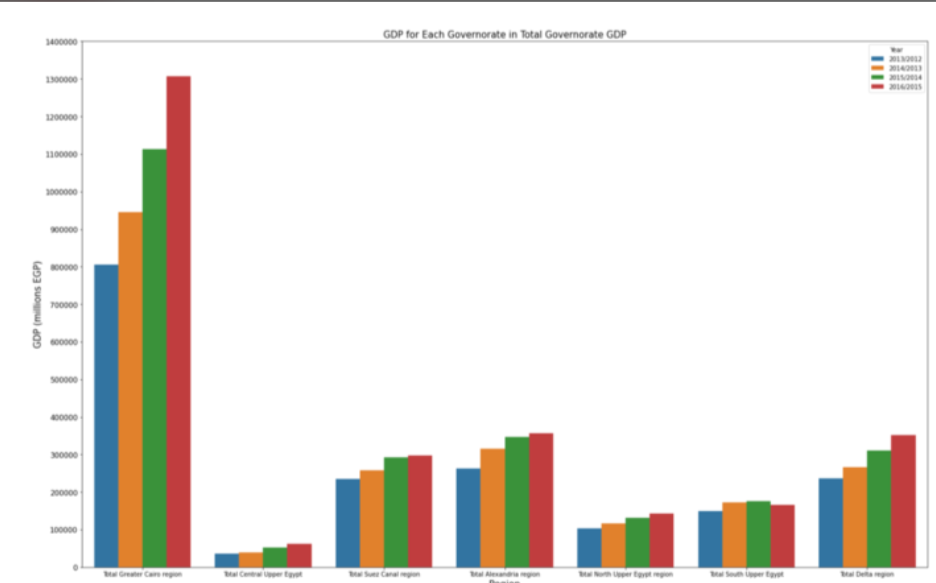 GDP for Each Governorate in Total Governorate GDP
Year
2013/2012
2014/2013
2015/2014
2016/2015
GDP (millions EGP)
1400000
1300000
1200000
1100000
1000000
900000
800000
700000
600000
500000
400000
300000
200000
100000
0
Total Greater Cairo region
Total Central Upper Egypt
Total Suez Canal region
Total Alexandria region
Total North Upper Egypt region
Total South Upper Egypt
Total Delta region
Region